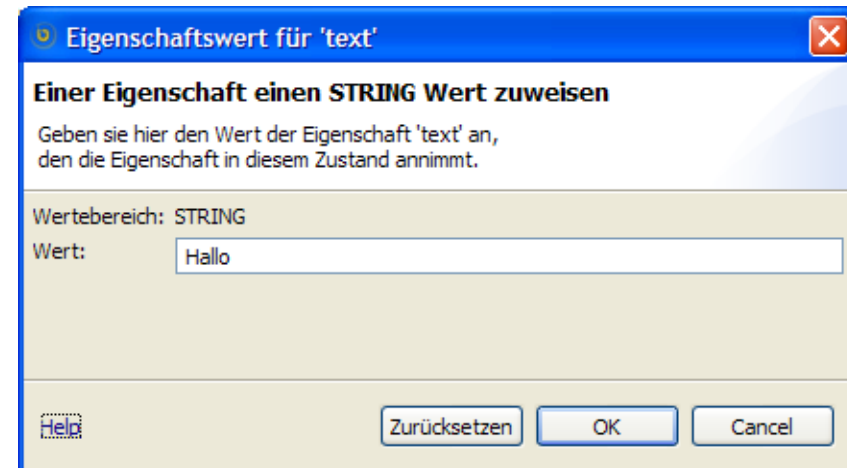 Eigenschaftswert für 'text'
Einer Eigenschaft einen STRING Wert zuweisen
Geben sie hier den Wert der Eigenschaft 'text' an,
den die Eigenschaft in diesem Zustand annimmt.
Wertebereich: STRING
Wert: Hallo
Help Zurücksetzen OK Cancel